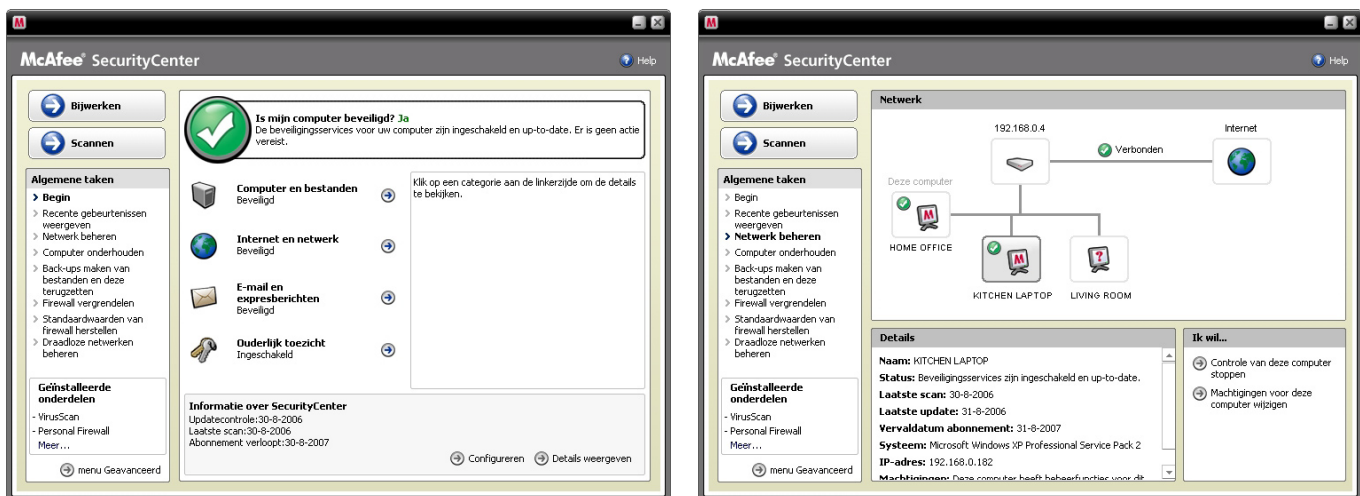 McAfee® SecurityCenter
Help
Bijwerken
Scannen
Algemene taken
Begin
Recente gebeurtenissen
weergeven
Netwerk beheren
Computer onderhouden
Back-ups maken van
bestanden en deze
terugzetten
Firewall vergrendelen
Standaardwaarden van
firewall herstellen
Draadloze netwerken
beheren
Geïnstalleerde
onderdelen
- VirusScan
- Personal Firewall
Meer...
menu Geavanceerd
Is mijn computer beveiligd? Ja
De beveiligingsservices voor uw computer zijn ingeschakeld en up-to-date. Er is geen actie
vereist.
Computer en bestanden
Beveiligd
Internet en netwerk
Beveiligd
E-mail en
expresberichten
Beveiligd
Ouderlijk toezicht
Ingeschakeld
Klik op een categorie aan de linkerzijde om de details
te bekijken.
Informatie over SecurityCenter
Updatecontrole:30-8-2006
Laatste scan:30-8-2006
Abonnement verloopt:30-8-2007
Configureren
Details weergeven
McAfee® SecurityCenter
Help
Bijwerken
Scannen
Algemene taken
Begin
Recente gebeurtenissen
weergeven
Netwerk beheren
Computer onderhouden
Back-ups maken van
bestanden en deze
terugzetten
Firewall vergrendelen
Standaardwaarden van
firewall herstellen
Draadloze netwerken
beheren
Geïnstalleerde
onderdelen
- VirusScan
- Personal Firewall
Meer...
menu Geavanceerd
Netwerk
192.168.0.4
Internet
Verbonden
Deze computer
HOME OFFICE
KITCHEN LAPTOP
LIVING ROOM
Details
Naam: KITCHEN LAPTOP
Status: Beveiligingsservices zijn ingeschakeld en up-to-date.
Laatste scan: 30-8-2006
Laatste update: 31-8-2006
Vervaldatum abonnement: 31-8-2007
Systeem: Microsoft Windows XP Professional Service Pack 2
IP-adres: 192.168.0.182
Machtigingen: Deze computer heeft beheerfuncties voor dit
Ik wil...
Controle van deze computer
stoppen
Machtigingen voor deze
computer wijzigen